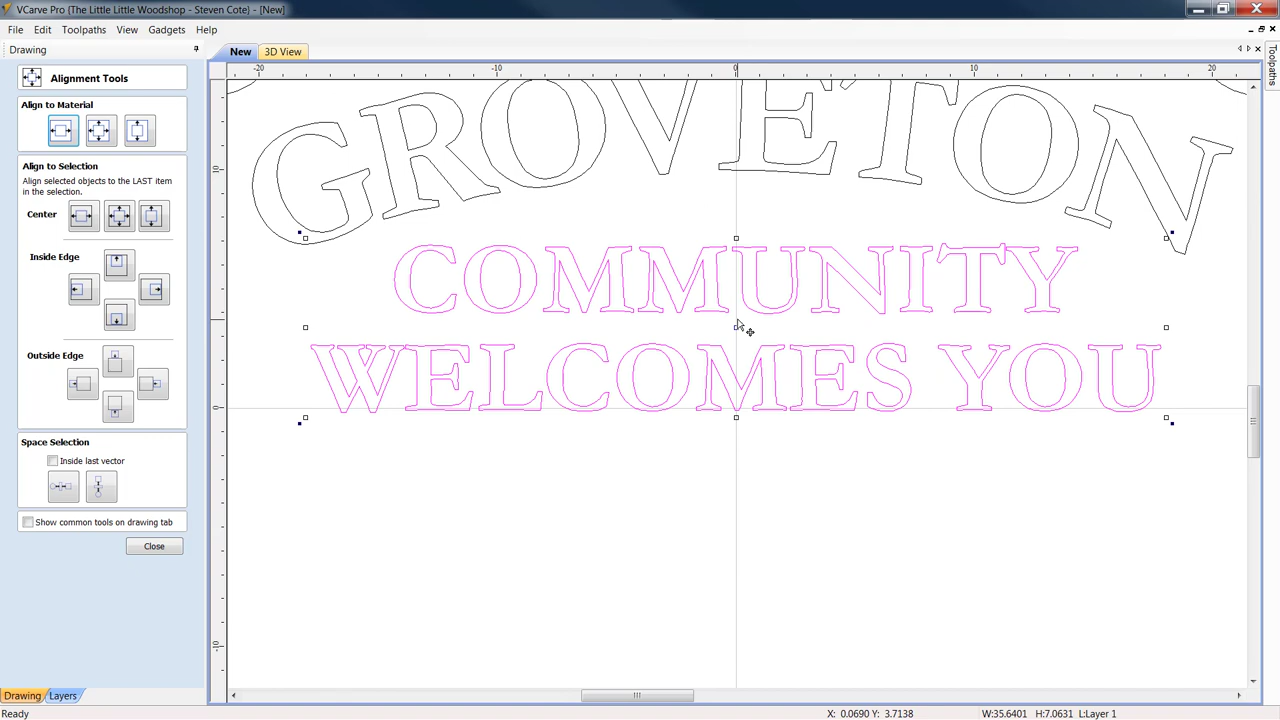 VCarve Pro {The Little Little Woodshop - Steven Cote} - [New]
File Edit Toolpaths View Gadgets Help
Drawing
New 3D View
Alignment Tools
Align to Material
Align to Selection
Align selected objects to the LAST item
in the selection.
Center
Inside Edge
Outside Edge
Space Selection
Inside last vector
Show common tools on drawing tab
Close
-20 -10 0 10 20
10
0
-10
GROVETON
COMMUNITY
WELCOMES YOU
Toolpaths
Drawing Layers
Ready X: 0.0690 Y: 3.7138 W:35.6401 H:7.0631 L:Layer 1